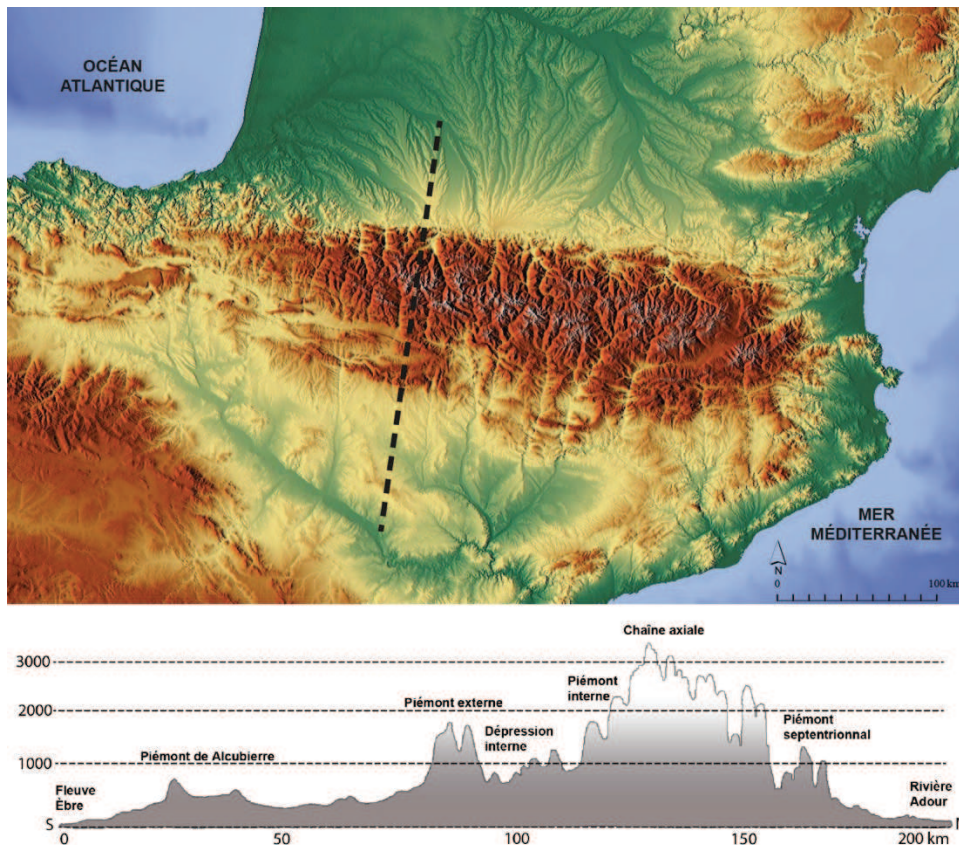 OCÉAN
ATLANTIQUE
MER
MÉDITERRANÉE
N
0 100 km
Chaîne axiale
3000
Piémont
interne
Piémont externe
2000
Dépression
interne
Piémont
septentrionnal
Piémont de Alcubierre
1000
Fleuve
Èbre
Rivière
Adour
S N
0 50 100 150 200 km